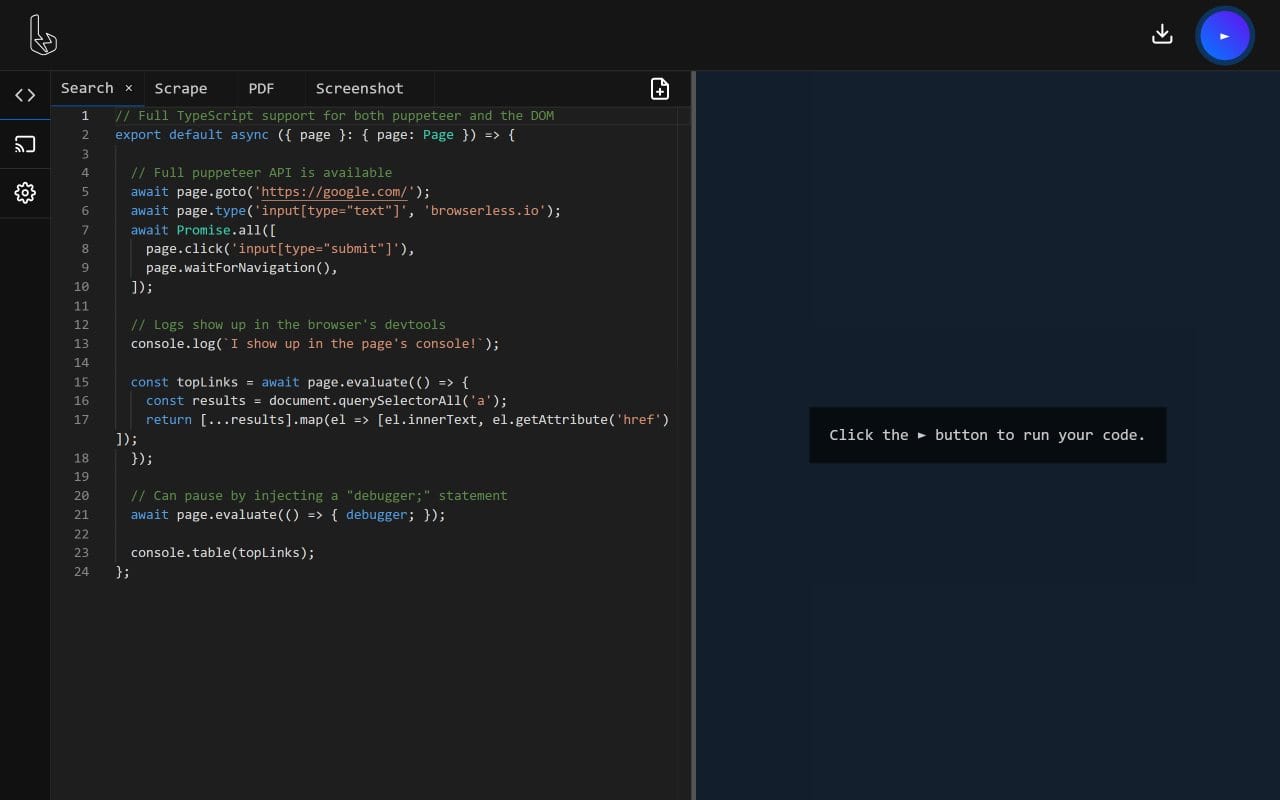 Search × Scrape PDF Screenshot
1 // Full TypeScript support for both puppeteer and the DOM
2 export default async ({ page }: { page: Page }) => {
3
4 // Full puppeteer API is available
5 await page.goto('https://google.com/');
6 await page.type('input[type="text"]', 'browserless.io');
7 await Promise.all([
8 page.click('input[type="submit"]'),
9 page.waitForNavigation(),
10 ]);
11
12 // Logs show up in the browser's devtools
13 console.log(`I show up in the page's console!`);
14
15 const topLinks = await page.evaluate(() => {
16 const results = document.querySelectorAll('a');
17 return [...results].map(el => [el.innerText, el.getAttribute('href')
]);
18 });
19
20 // Can pause by injecting a "debugger;" statement
21 await page.evaluate(() => { debugger; });
22
23 console.table(topLinks);
24 };
Click the ► button to run your code.